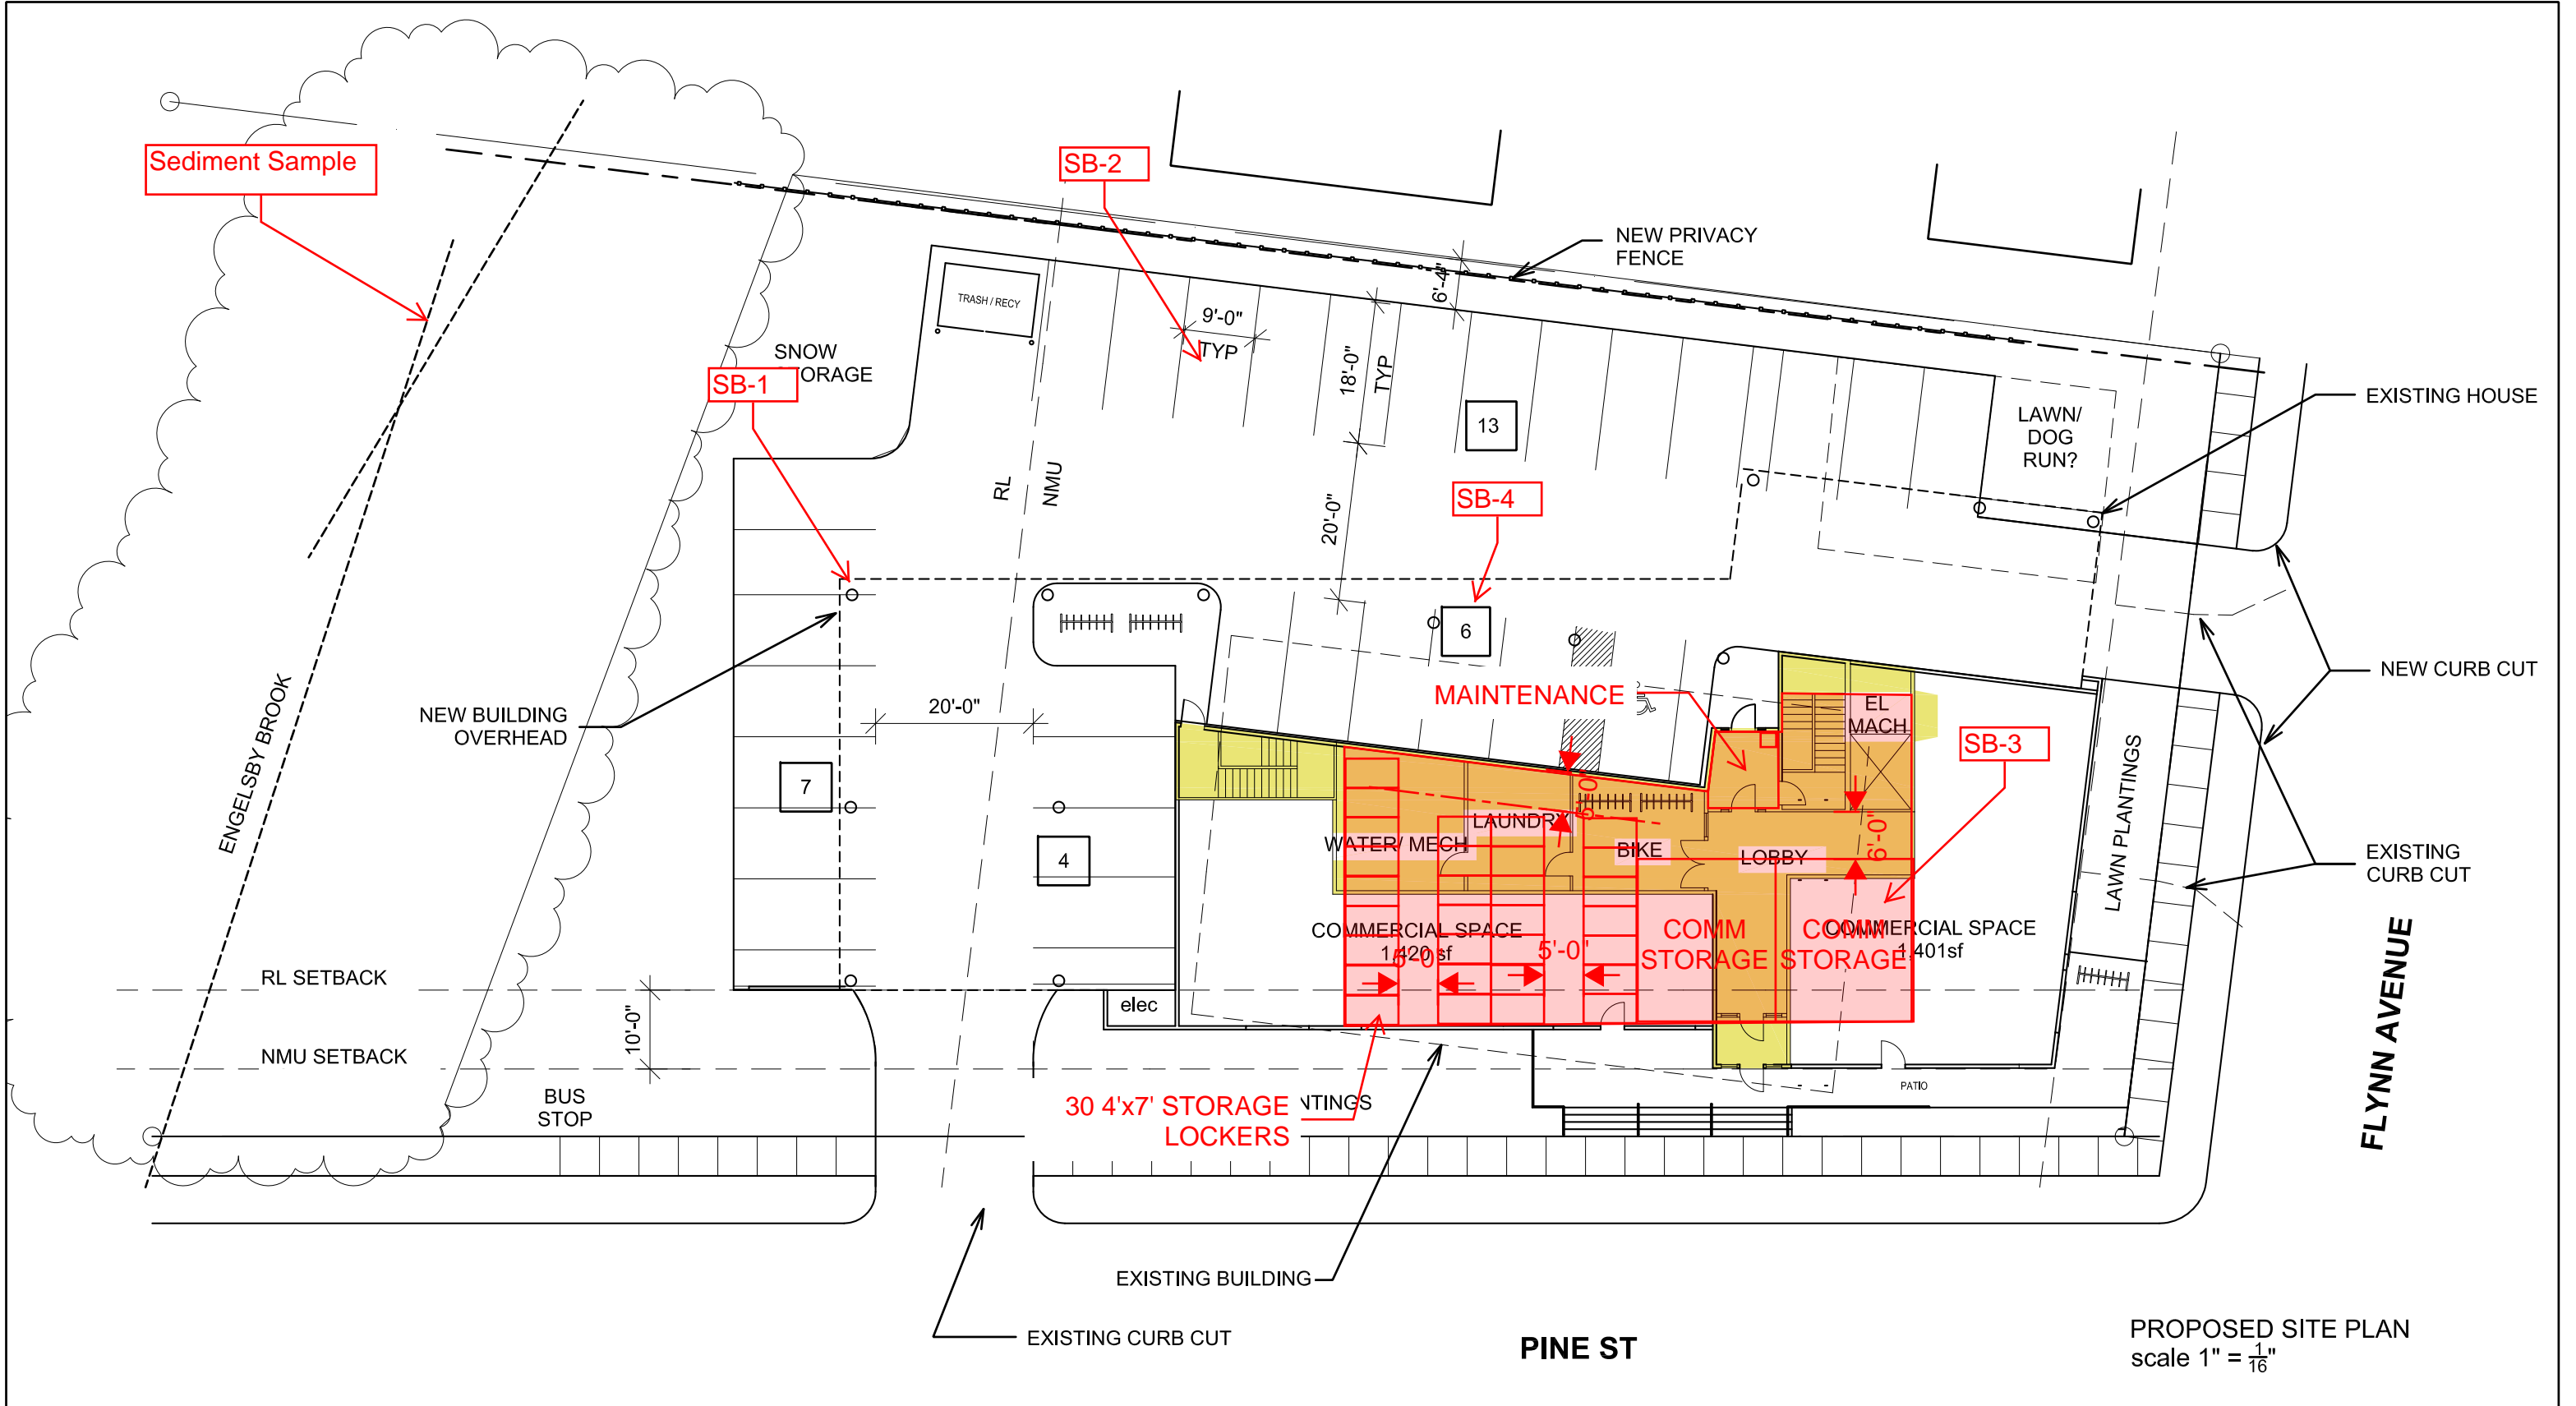 Sediment Sample
SB-2
NEW PRIVACY
FENCE
6'-4"
TRASH / RECY
9'-0"
TYP
18'-0"
TYP
SNOW
STORAGE
SB-1
13
LAWN/
DOG
RUN?
EXISTING HOUSE
RL
NMU
20'-0"
SB-4
6
NEW CURB CUT
ENGELSBY BROOK
NEW BUILDING
OVERHEAD
20'-0"
MAINTENANCE
EL
MACH
SB-3
LAWN PLANTINGS
7
4
5'-0"
WATER/ MECH
LAUNDRY
BIKE
LOBBY
6'-0"
EXISTING
CURB CUT
COMMERCIAL SPACE
1,420 sf
5'-0"
5'-0"
COMM
STORAGE
COMM
STORAGE
COMMERCIAL SPACE
1,401sf
FLYNN AVENUE
RL SETBACK
elec
10'-0"
NMU SETBACK
BUS
STOP
30 4'x7' STORAGE
LOCKERS
NTINGS
PATIO
EXISTING BUILDING
EXISTING CURB CUT
PINE ST
PROPOSED SITE PLAN
scale 1" = 1/16"